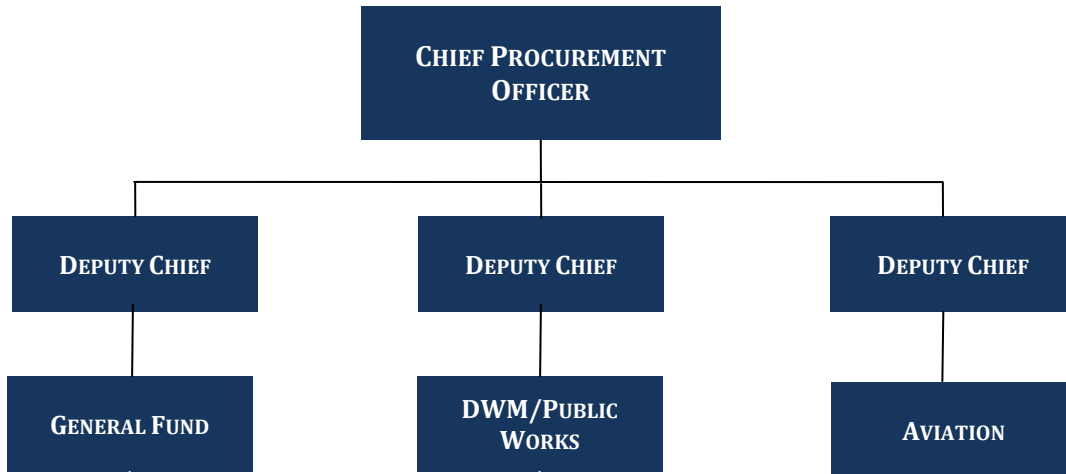 CHIEF PROCUREMENT
OFFICER
DEPUTY CHIEF
DEPUTY CHIEF
DEPUTY CHIEF
GENERAL FUND
DWM/PUBLIC
WORKS
AVIATION